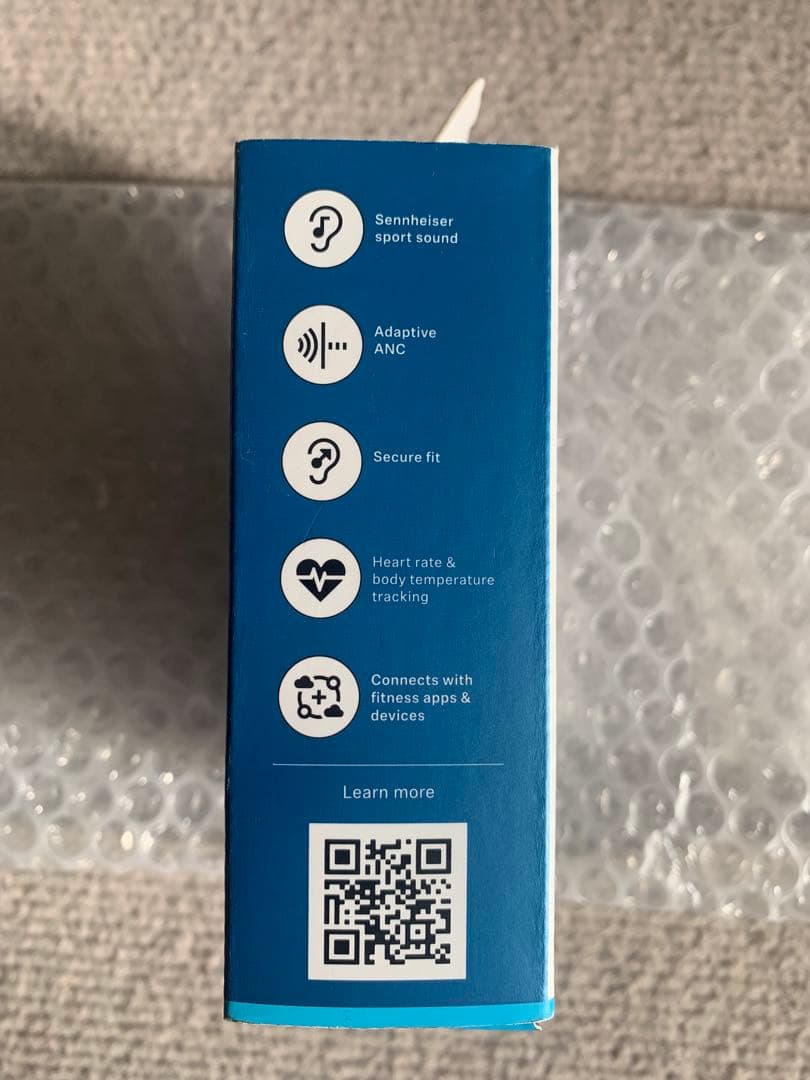 Sennheiser
sport sound
Adaptive
ANC
Secure fit
Heart rate &
body temperature
tracking
Connects with
fitness apps &
devices
Learn more